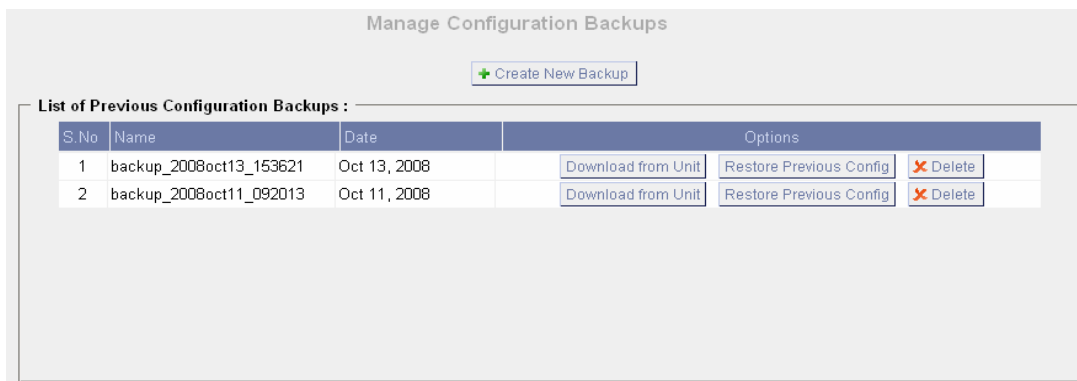 Manage Configuration Backups
Create New Backup
List of Previous Configuration Backups :
S.No Name Date Options
1 backup_2008oct13_153621 Oct 13, 2008 Download from Unit Restore Previous Config Delete
2 backup_2008oct11_092013 Oct 11, 2008 Download from Unit Restore Previous Config Delete